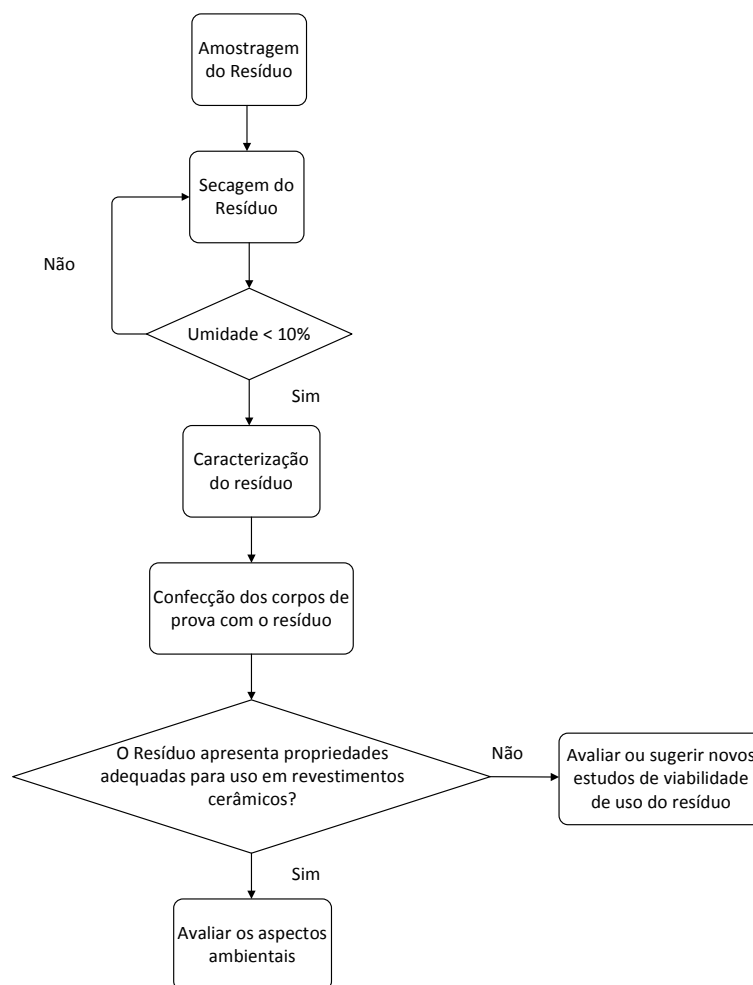 Amostragem
do Resíduo
Secagem do
Resíduo
Não
Umidade < 10%
Sim
Caracterização
do resíduo
Confecção dos corpos de
prova com o resíduo
O Resíduo apresenta propriedades
adequadas para uso em revestimentos
cerâmicos?
Não
Avaliar ou sugerir novos
estudos de viabilidade
de uso do resíduo
Sim
Avaliar os aspectos
ambientais